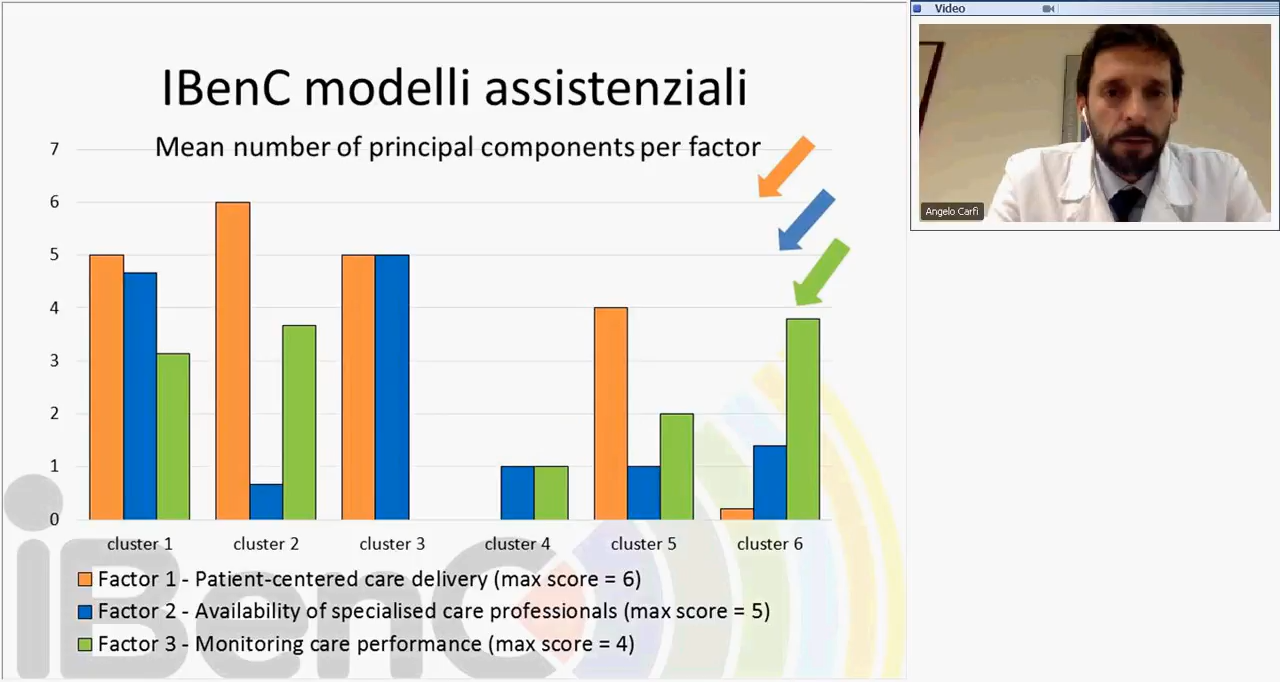 IBenC modelli assistenziali
Mean number of principal components per factor
7
6
5
4
3
2
1
0
cluster 1 cluster 2 cluster 3 cluster 4 cluster 5 cluster 6
Factor 1 - Patient-centered care delivery (max score = 6)
Factor 2 - Availability of specialised care professionals (max score = 5)
Factor 3 - Monitoring care performance (max score = 4)
iBenC
Video
Angelo Carfi